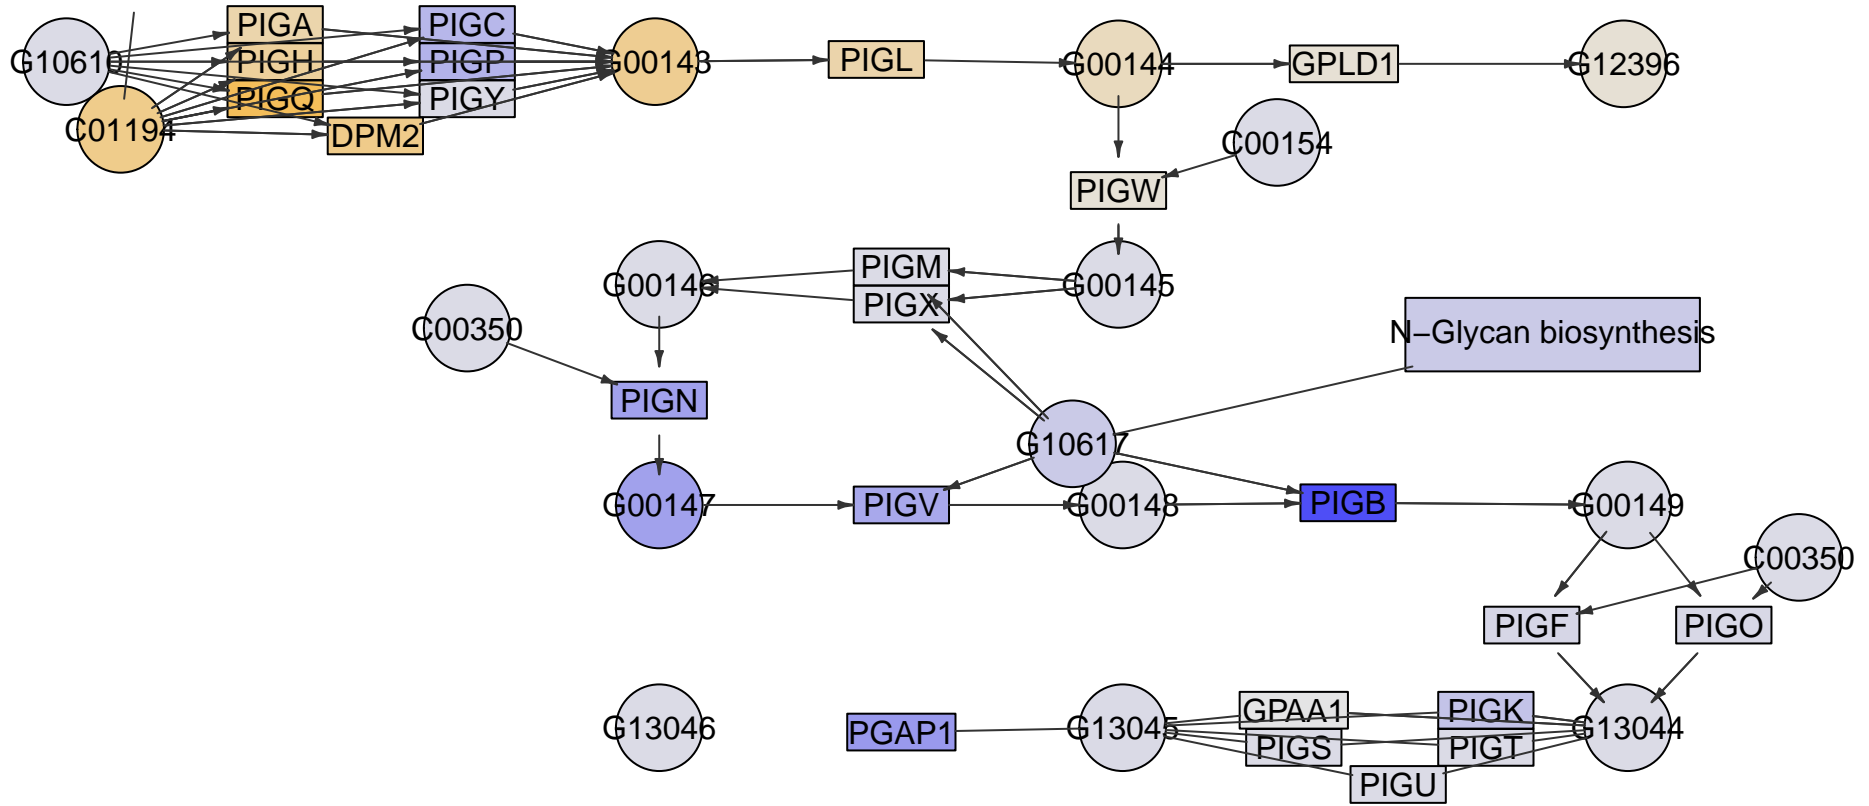 PIGA
PIGC
G10610
PIGH
PIGP
G00143
PIGL
G00144
GPLD1
G12396
PIGQ
PIGY
C01194
DPM2
C00154
PIGW
PIGM
G00146
G00145
PIGX
C00350
N−Glycan biosynthesis
PIGN
G10617
G00147
PIGV
G00148
PIGB
G00149
C00350
PIGF
PIGO
GPAA1
PIGK
G13046
PGAP1
G13045
G13044
PIGS
PIGT
PIGU